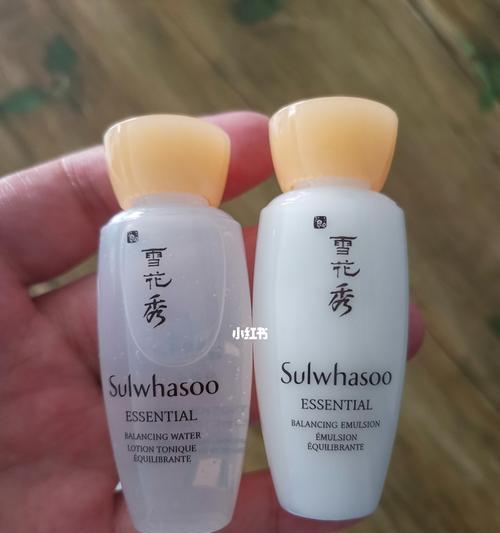 雪花秀
Sulwhasoo
ESSENTIAL
BALANCING WATER
LOTION TONIQUE
ÉQUILIBRANTE
小红书
雪花秀
Sulwhasoo
ESSENTIAL
BALANCING EMULSION
ÉMULSION
ÉQUILIBRANTE